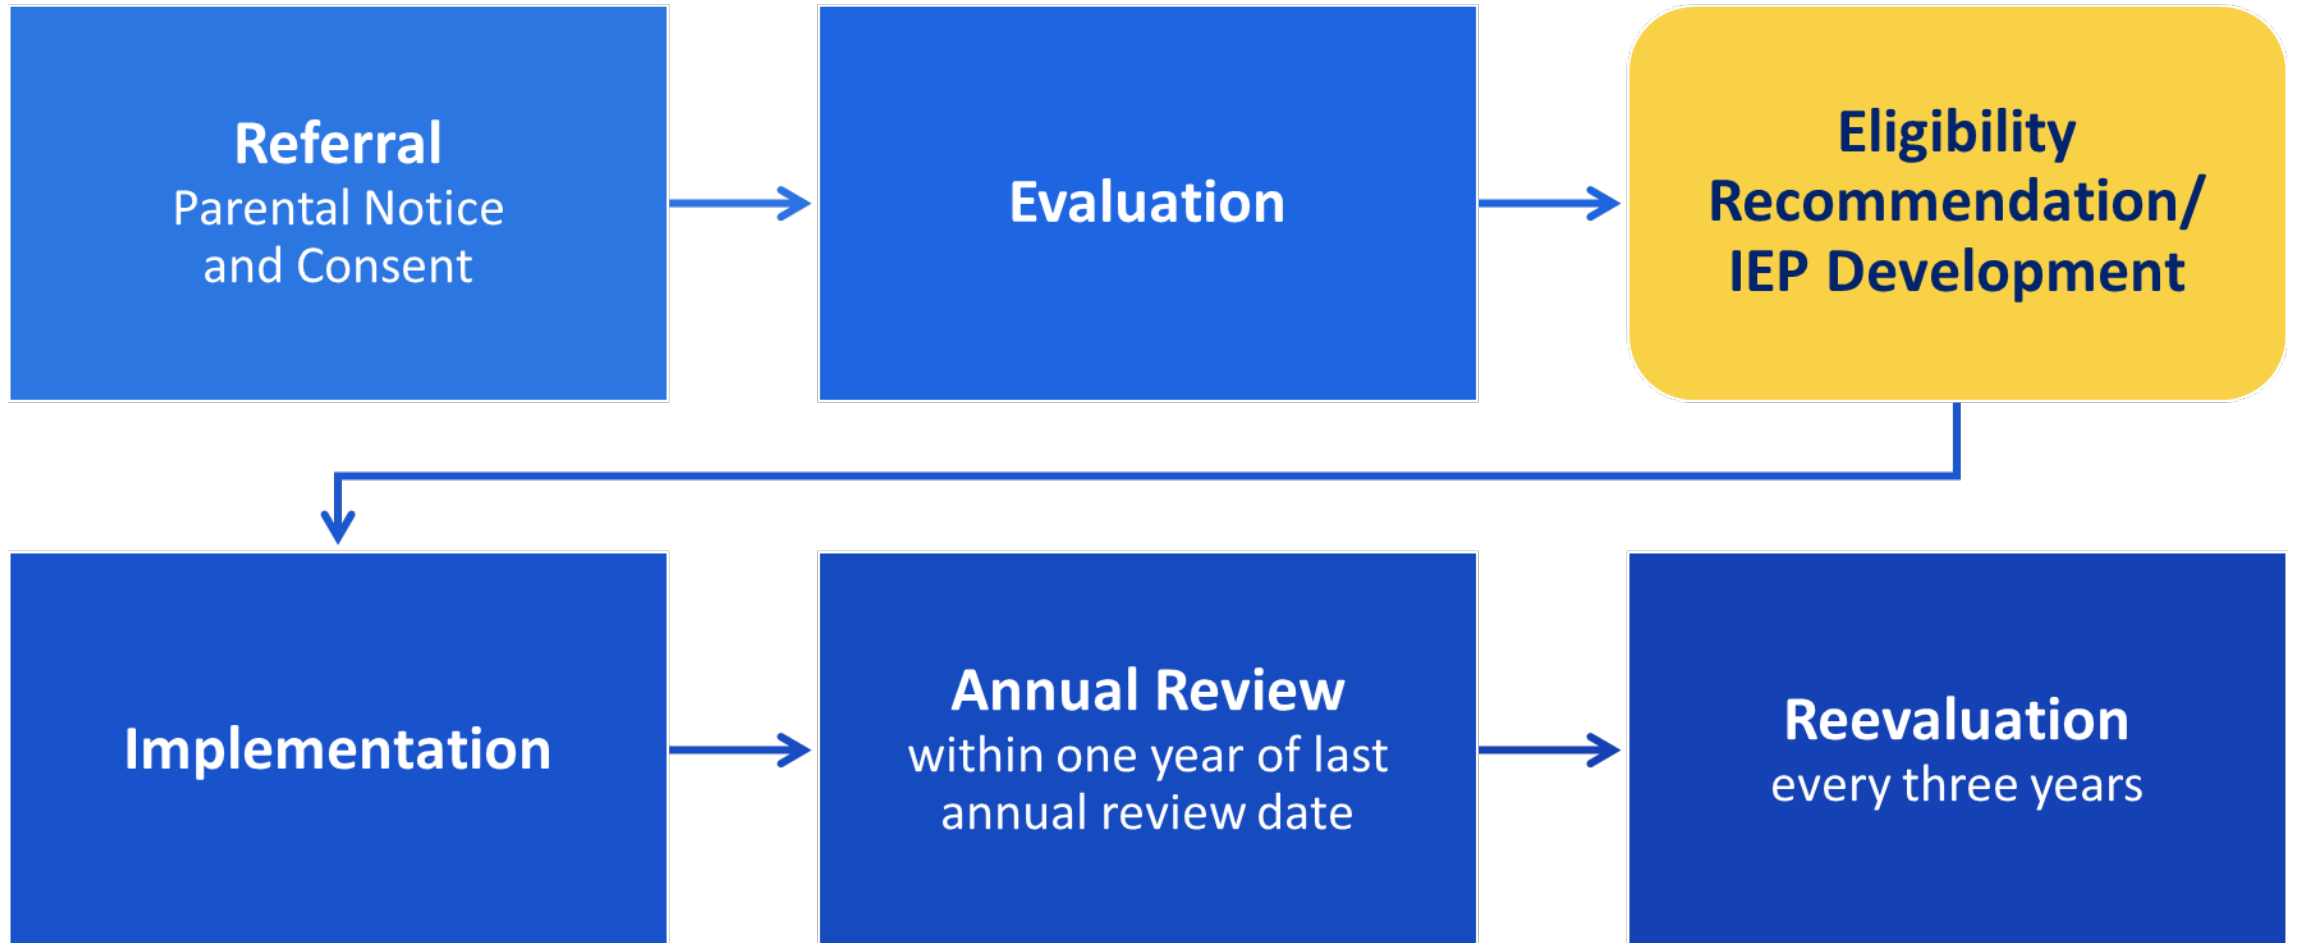 Referral
Parental Notice
and Consent
Evaluation
Eligibility
Recommendation/
IEP Development
Implementation
Annual Review
within one year of last
annual review date
Reevaluation
every three years